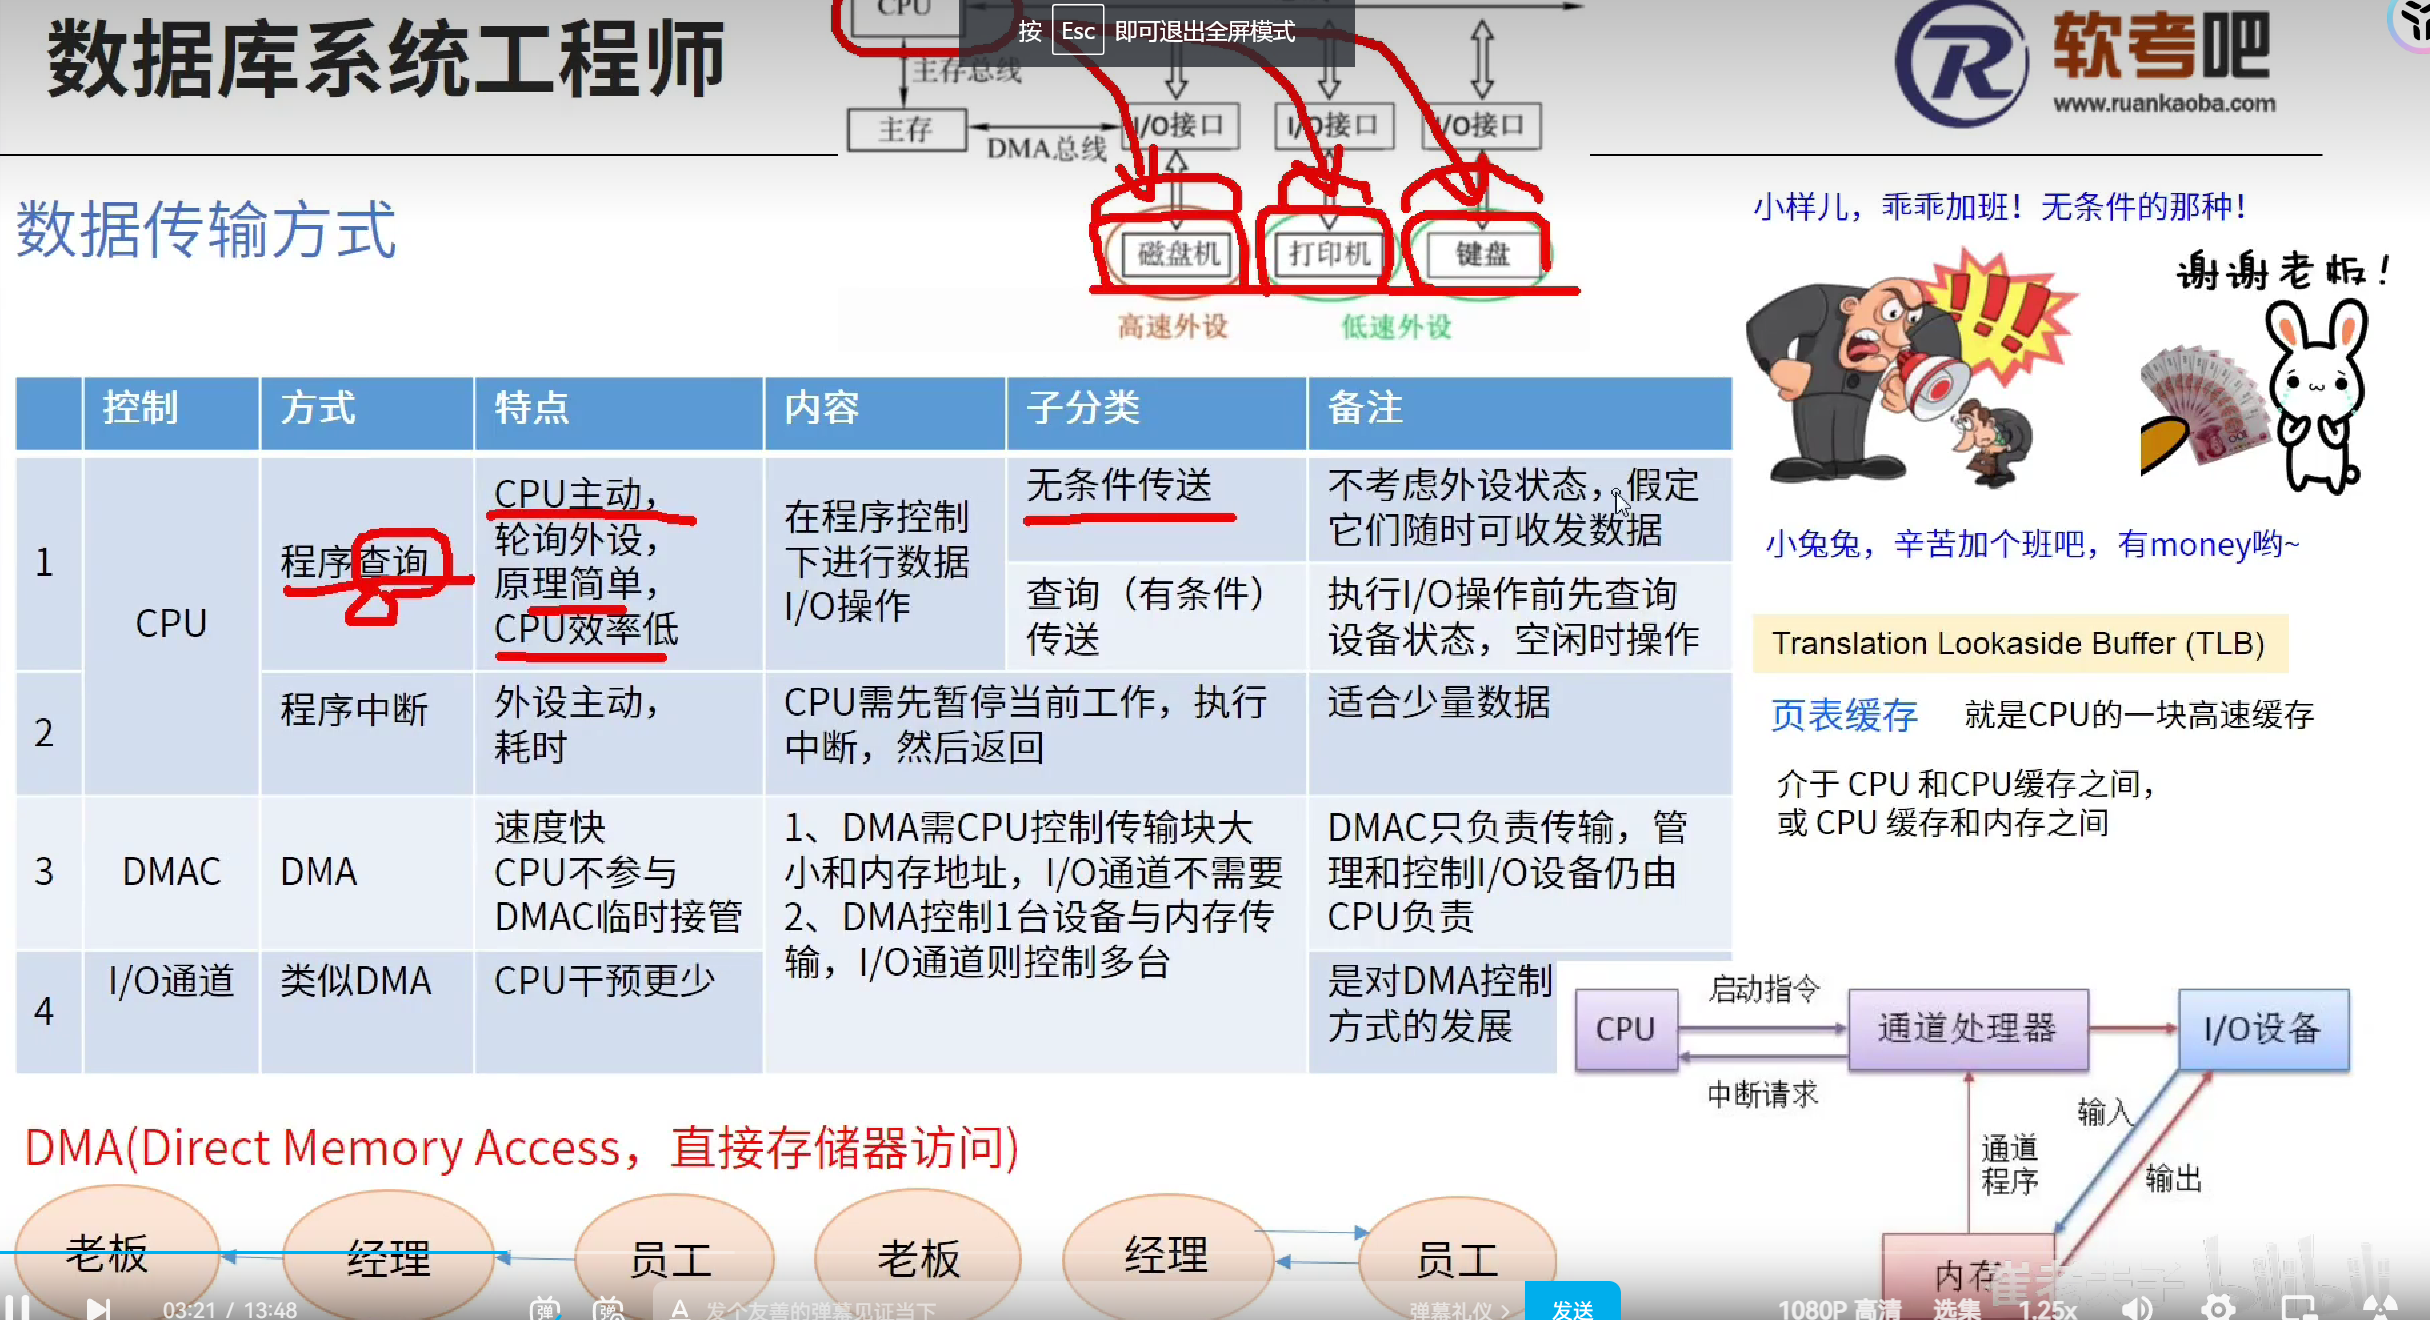 CPU
按 Esc 即可退出全屏模式
数据库系统工程师
软考吧
www.ruankaoba.com
主存总线
主存
DMA总线
I/O接口
I/O接口
I/O接口
磁盘机
打印机
键盘
高速外设
低速外设
数据传输方式
小样儿，乖乖加班！无条件的那种！
谢谢老板！
小兔兔，辛苦加个班吧，有money哟~
控制 方式 特点 内容 子分类 备注
1
CPU
程序查询
CPU主动，
轮询外设，
原理简单，
CPU效率低
在程序控制
下进行数据
I/O操作
无条件传送
不考虑外设状态，假定
它们随时可收发数据
查询（有条件）
传送
执行I/O操作前先查询
设备状态，空闲时操作
2
程序中断
外设主动，
耗时
CPU需先暂停当前工作，执行
中断，然后返回
适合少量数据
3
DMAC
DMA
速度快
CPU不参与
DMAC临时接管
1、DMA需CPU控制传输块大
小和内存地址，I/O通道不需要
2、DMA控制1台设备与内存传
输，I/O通道则控制多台
DMAC只负责传输，管
理和控制I/O设备仍由
CPU负责
4
I/O通道
类似DMA
CPU干预更少
是对DMA控制
方式的发展
Translation Lookaside Buffer (TLB)
页表缓存 就是CPU的一块高速缓存
介于 CPU 和CPU缓存之间，
或 CPU 缓存和内存之间
CPU
启动指令
中断请求
通道处理器
I/O设备
输入
输出
通道
程序
内存
DMA(Direct Memory Access，直接存储器访问)
老板
经理
员工
老板
经理
员工
崔老夫子
bilibili
03:21 / 13:48
弹
弹
A
发个友善的弹幕见证当下
弹幕礼仪 >
发送
1080P 高清
选集
1.25x